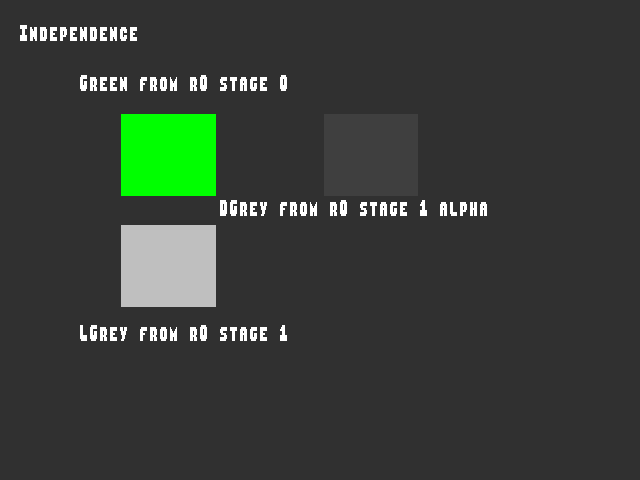 Independence
Green from r0 stage 0
DGrey from r0 stage 1 alpha
LGrey from r0 stage 1